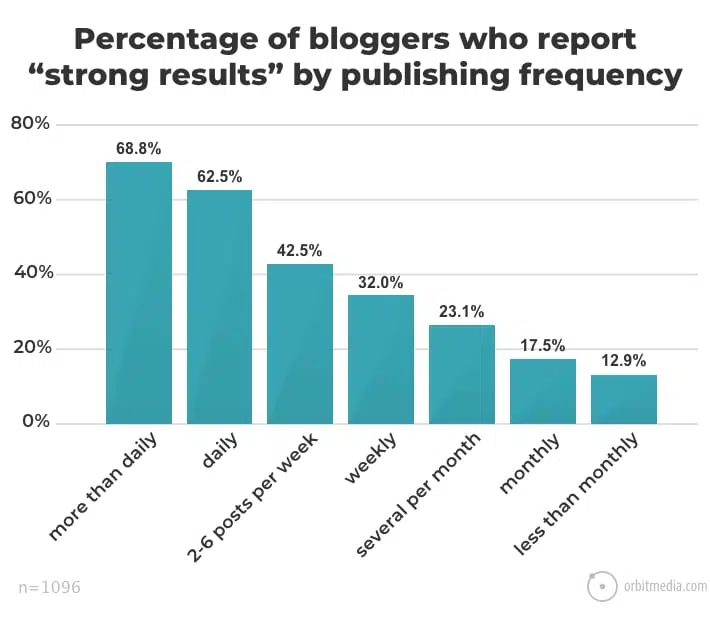 Percentage of bloggers who report
“strong results” by publishing frequency
80%
60%
40%
20%
0%
68.8%
62.5%
42.5%
32.0%
23.1%
17.5%
12.9%
more than daily
daily
2-6 posts per week
weekly
several per month
monthly
less than monthly
n=1096
orbitmedia.com